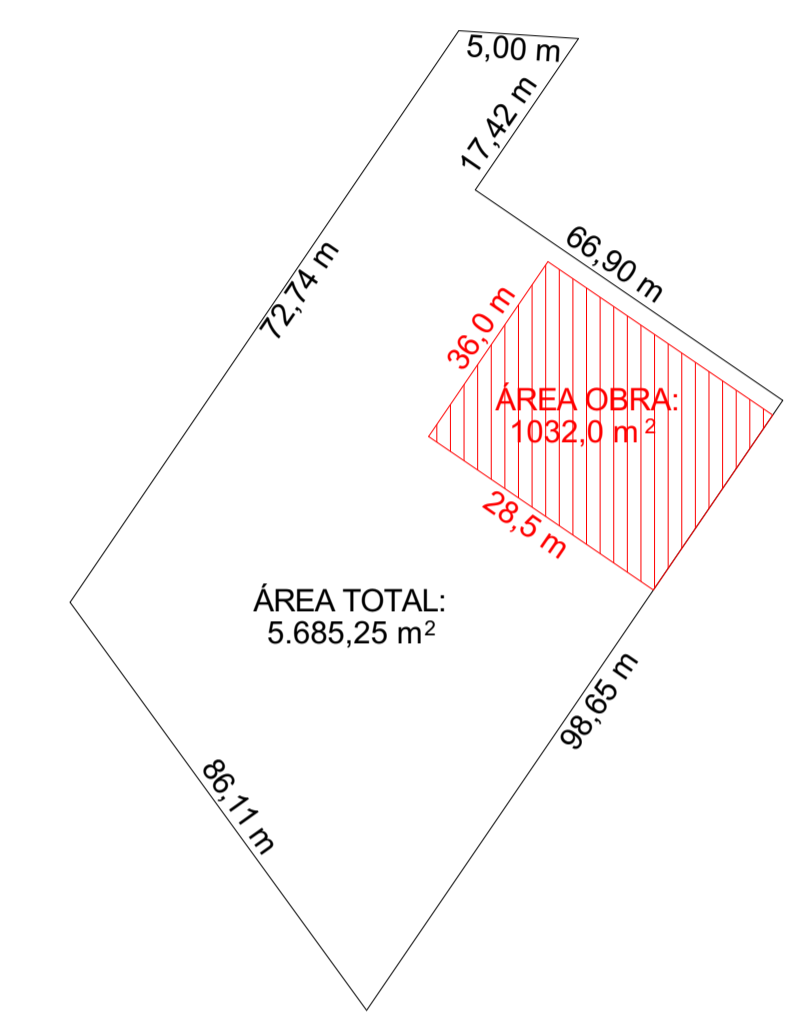 5,00 m
17,42 m
66,90 m
72,74 m
36,0 m
ÁREA OBRA:
1032,0 m²
28,5 m
ÁREA TOTAL:
5.685,25 m²
98,65 m
86,11 m